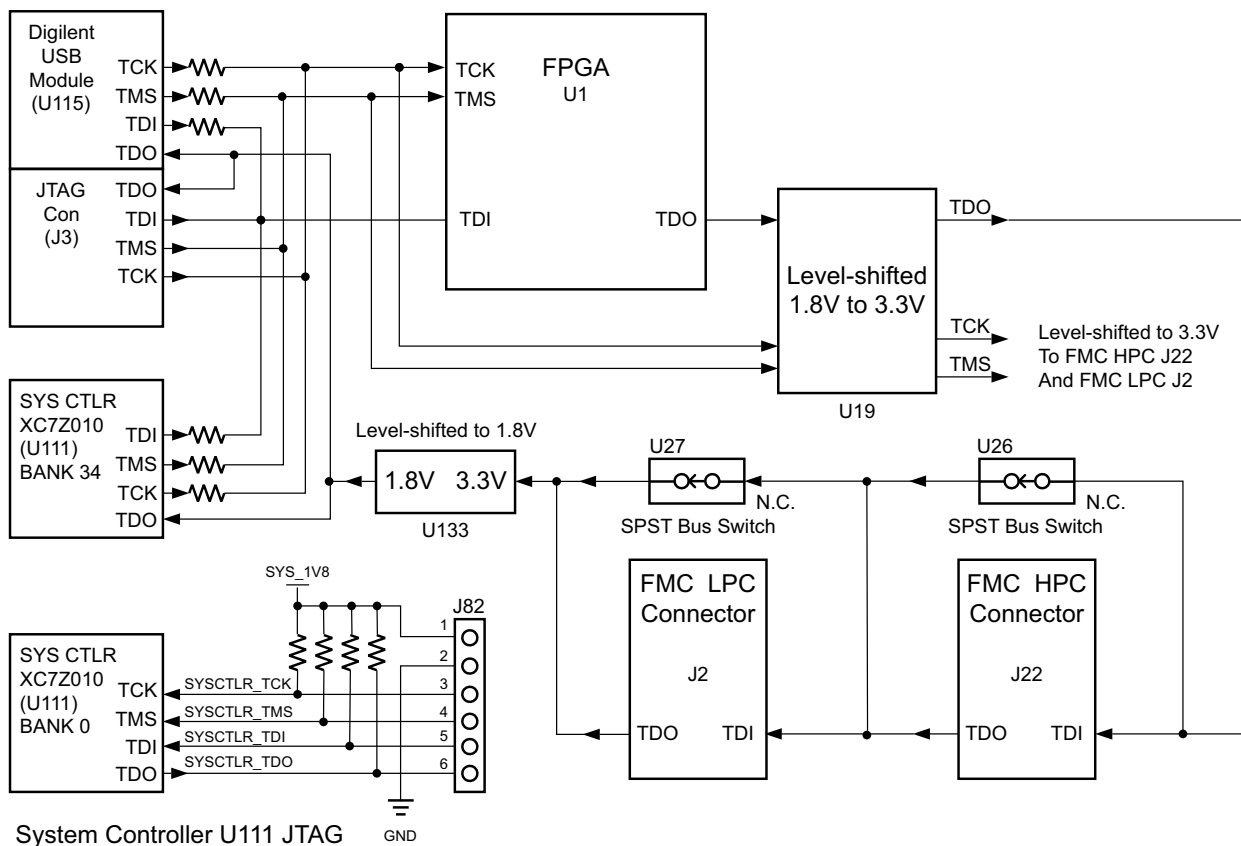 Digilent
USB
Module
(U115)
TCK
TMS
TDI
TDO
JTAG
Con
(J3)
TDO
TDI
TMS
TCK
FPGA
U1
TCK
TMS
TDI
TDO
Level-shifted
1.8V to 3.3V
U19
TDO
TCK
TMS
Level-shifted to 3.3V
To FMC HPC J22
And FMC LPC J2
SYS CTLR
XC7Z010
(U111)
BANK 34
TDI
TMS
TCK
TDO
Level-shifted to 1.8V
1.8V 3.3V
U133
U27
N.C.
SPST Bus Switch
U26
N.C.
SPST Bus Switch
FMC LPC
Connector
J2
TDO TDI
FMC HPC
Connector
J22
TDO TDI
SYS_1V8
J82
1
2
3
4
5
6
SYS CTLR
XC7Z010
(U111)
BANK 0
TCK
TMS
TDI
TDO
SYSCTLR_TCK
SYSCTLR_TMS
SYSCTLR_TDI
SYSCTLR_TDO
GND
System Controller U111 JTAG